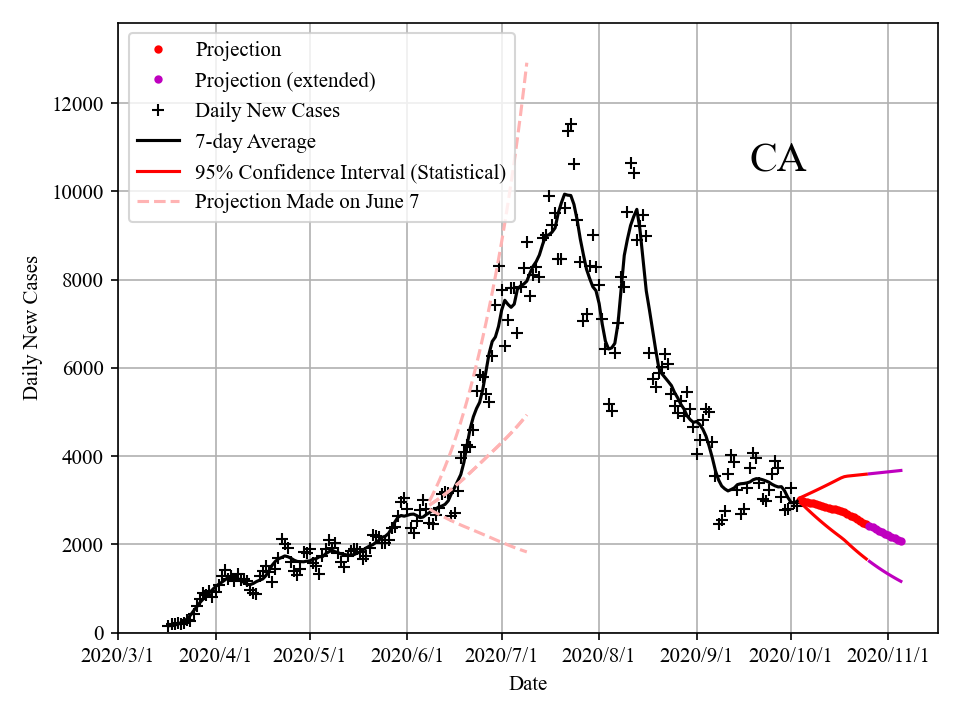 Projection
Projection (extended)
Daily New Cases
7-day Average
95% Confidence Interval (Statistical)
Projection Made on June 7
CA
Daily New Cases
12000
10000
8000
6000
4000
2000
0
2020/3/1 2020/4/1 2020/5/1 2020/6/1 2020/7/1 2020/8/1 2020/9/1 2020/10/1 2020/11/1
Date